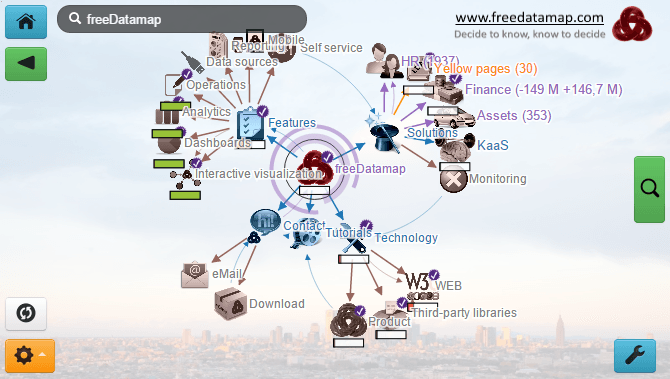 freeDatamap
www.freedatamap.com
Decide to know, know to decide
Mobile
Reporting
Self service
Data sources
HR (1937)
Yellow pages (30)
Operations
Finance (-149 M +146,7 M)
Analytics
Features
Assets (353)
Solutions
Dashboards
KaaS
freeDatamap
Interactive visualization
Monitoring
Contact
Tutorials
Technology
@
eMail
W3
WEB
Download
Third-party libraries
Product